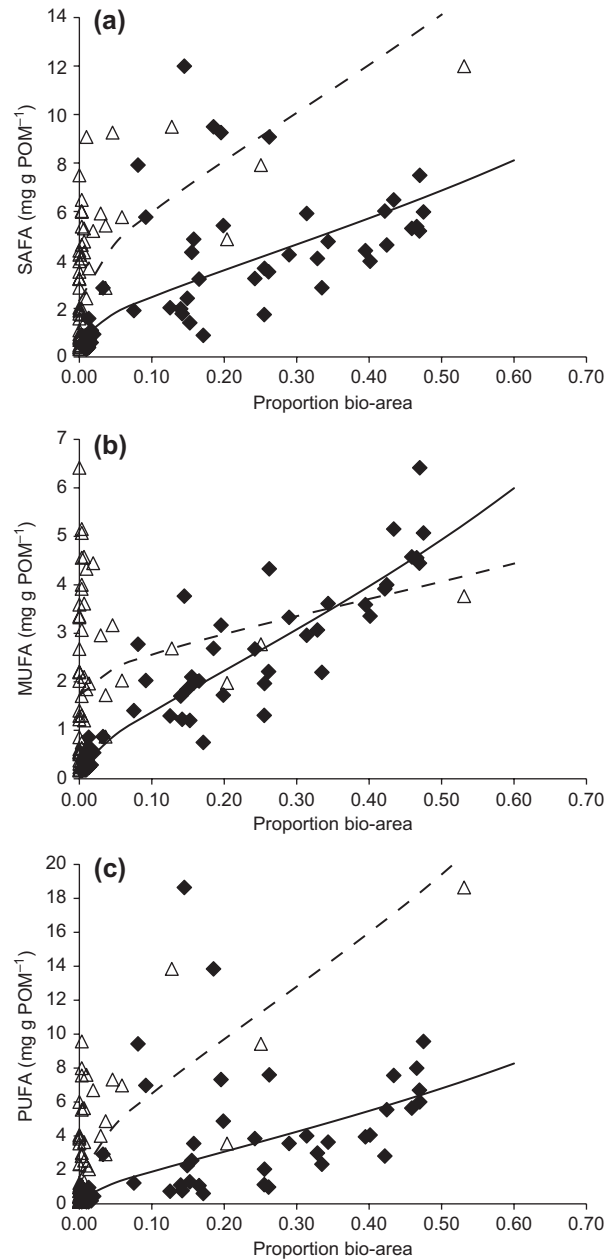 (a)
14
12
10
8
6
4
2
0
SAFA (mg g POM⁻¹)
0.00 0.10 0.20 0.30 0.40 0.50 0.60 0.70
Proportion bio-area
(b)
7
6
5
4
3
2
1
0
MUFA (mg g POM⁻¹)
0.00 0.10 0.20 0.30 0.40 0.50 0.60 0.70
Proportion bio-area
(c)
20
18
16
14
12
10
8
6
4
2
0
PUFA (mg g POM⁻¹)
0.00 0.10 0.20 0.30 0.40 0.50 0.60 0.70
Proportion bio-area